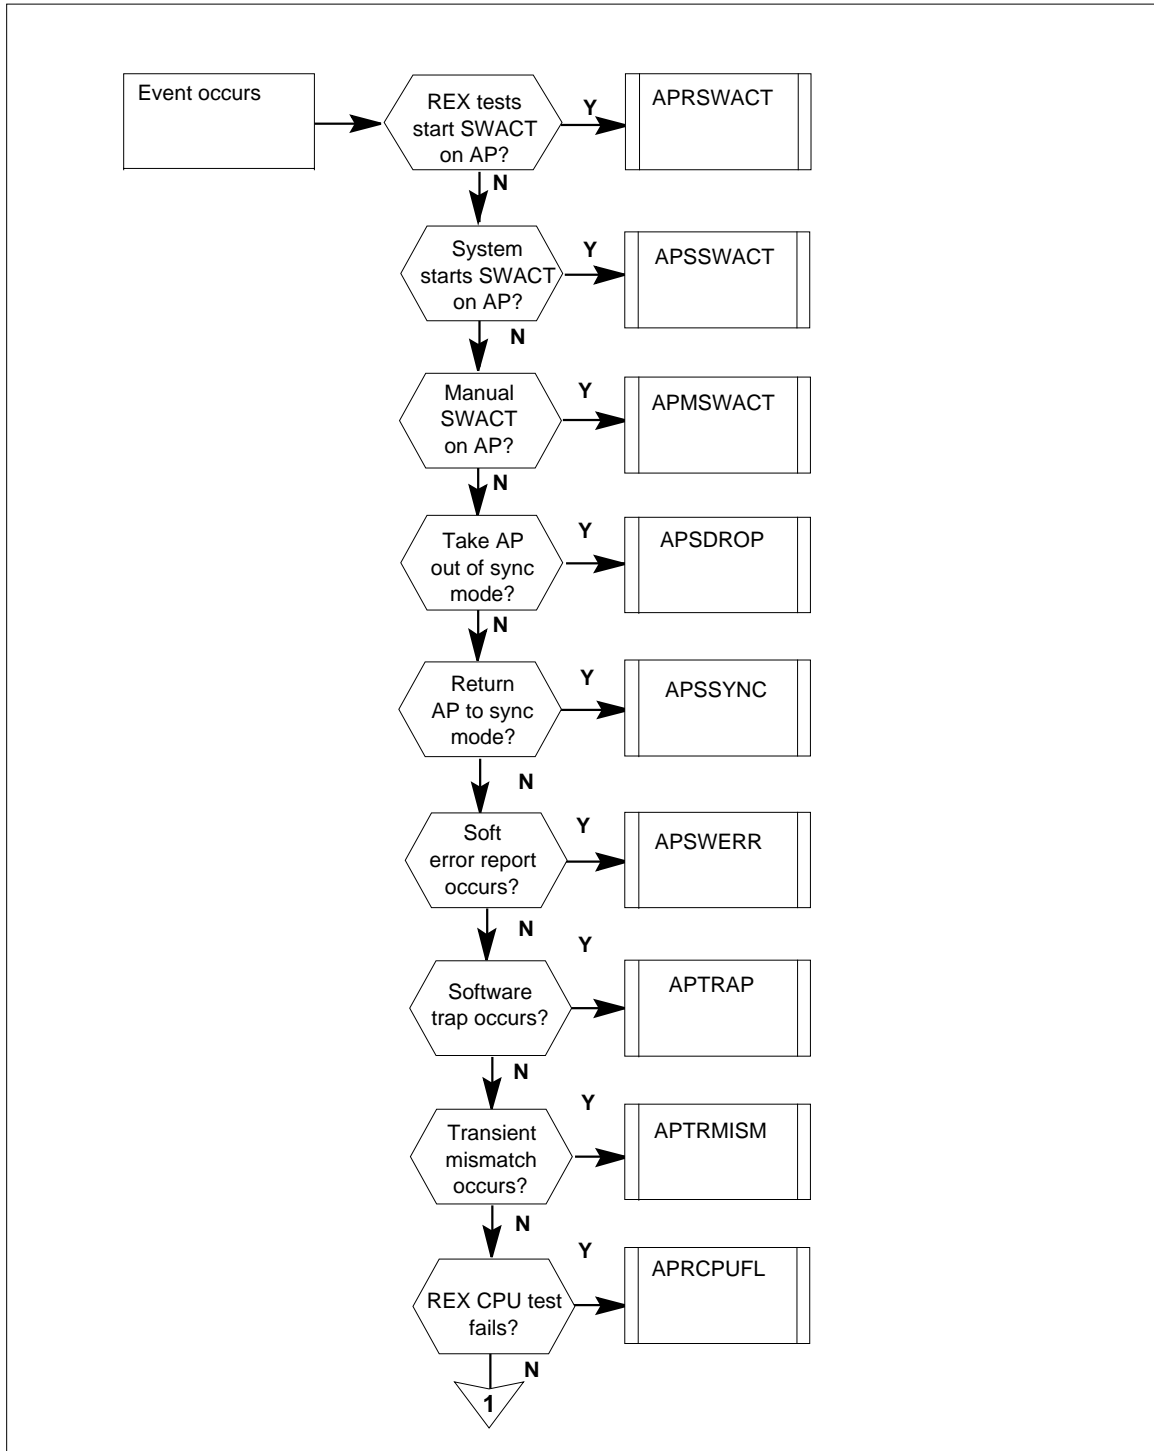 Event occurs
REX tests
start SWACT
on AP?
Y
APRSWACT
N
System
starts SWACT
on AP?
Y
APSSWACT
N
Manual
SWACT
on AP?
Y
APMSWACT
N
Take AP
out of sync
mode?
Y
APSDROP
N
Return
AP to sync
mode?
Y
APSSYNC
N
Soft
error report
occurs?
Y
APSWERR
N
Software
trap occurs?
Y
APTRAP
N
Transient
mismatch
occurs?
Y
APTRMISM
N
REX CPU test
fails?
Y
APRCPUFL
N
1